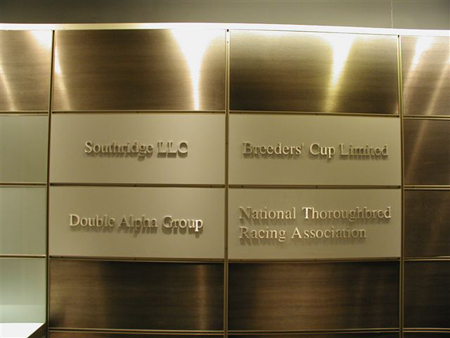 Southridge LLC
Breeders' Cup Limited
Double Alpha Group
National Thoroughbred
Racing Association